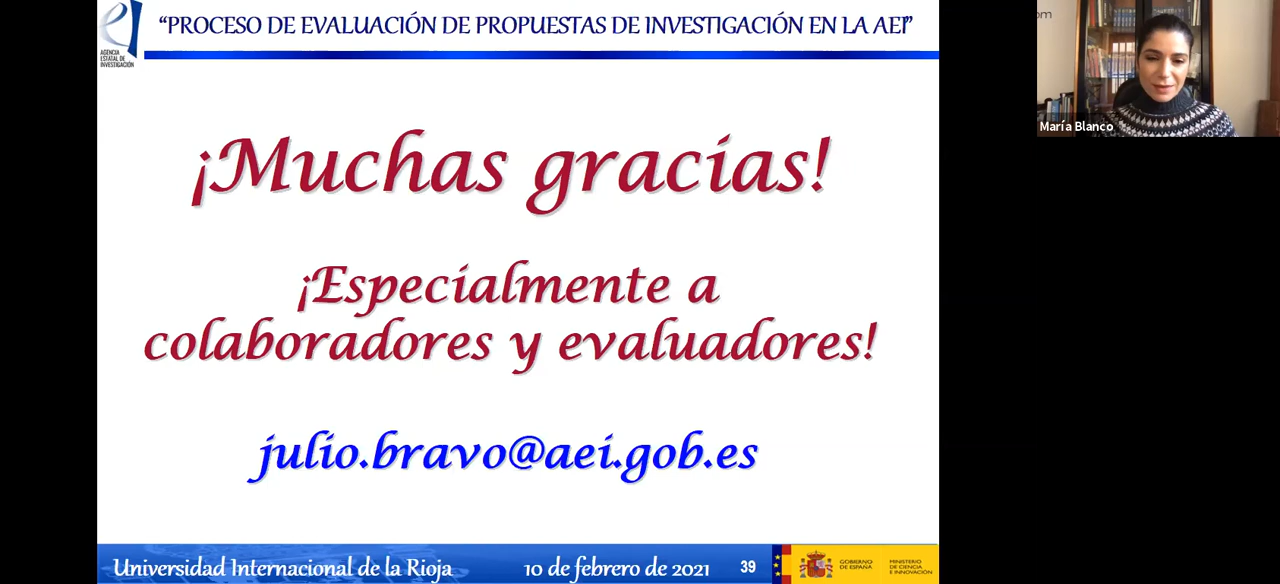 “PROCESO DE EVALUACIÓN DE PROPUESTAS DE INVESTIGACIÓN EN LA AEI”
AGENCIA
ESTATAL DE
INVESTIGACIÓN
om
María Blanco
¡Muchas gracias!
¡Especialmente a
colaboradores y evaluadores!
julio.bravo@aei.gob.es
Universidad Internacional de la Rioja 10 de febrero de 2021 39
GOBIERNO
DE ESPAÑA
MINISTERIO
DE CIENCIA
E INNOVACIÓN